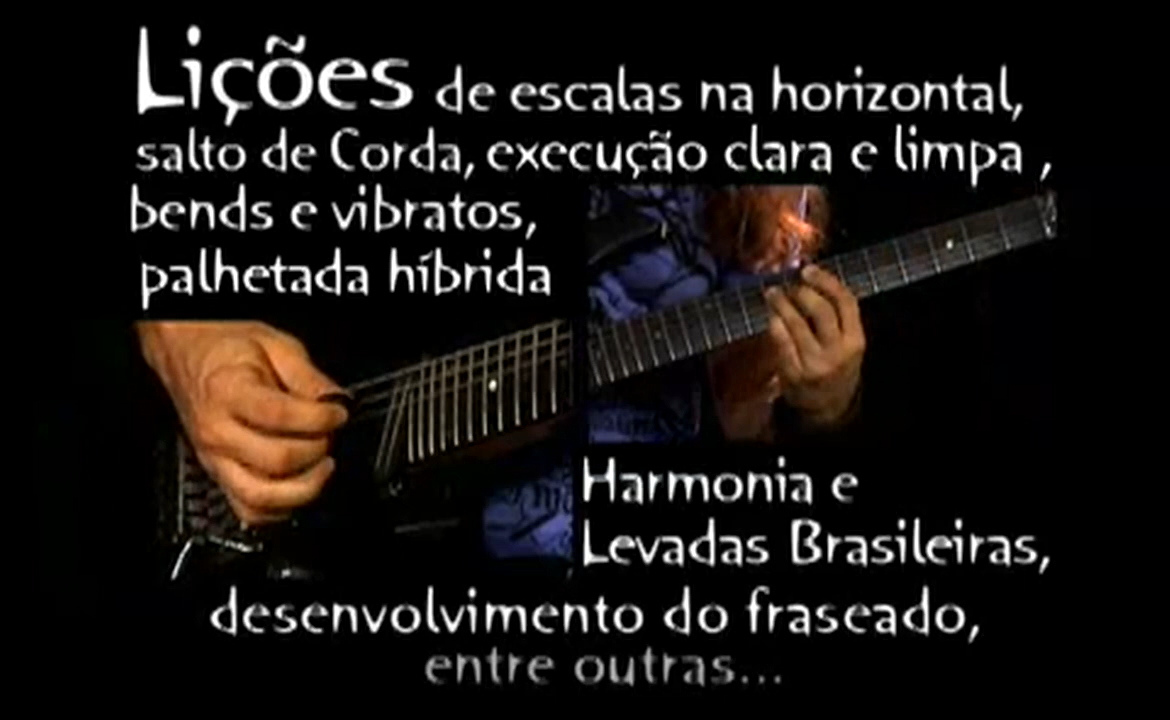 Lições de escalas na horizontal,
salto de Corda, execução clara e limpa ,
bends e vibratos,
palhetada híbrida
Harmonia e
Levadas Brasileiras,
desenvolvimento do fraseado,
entre outras...